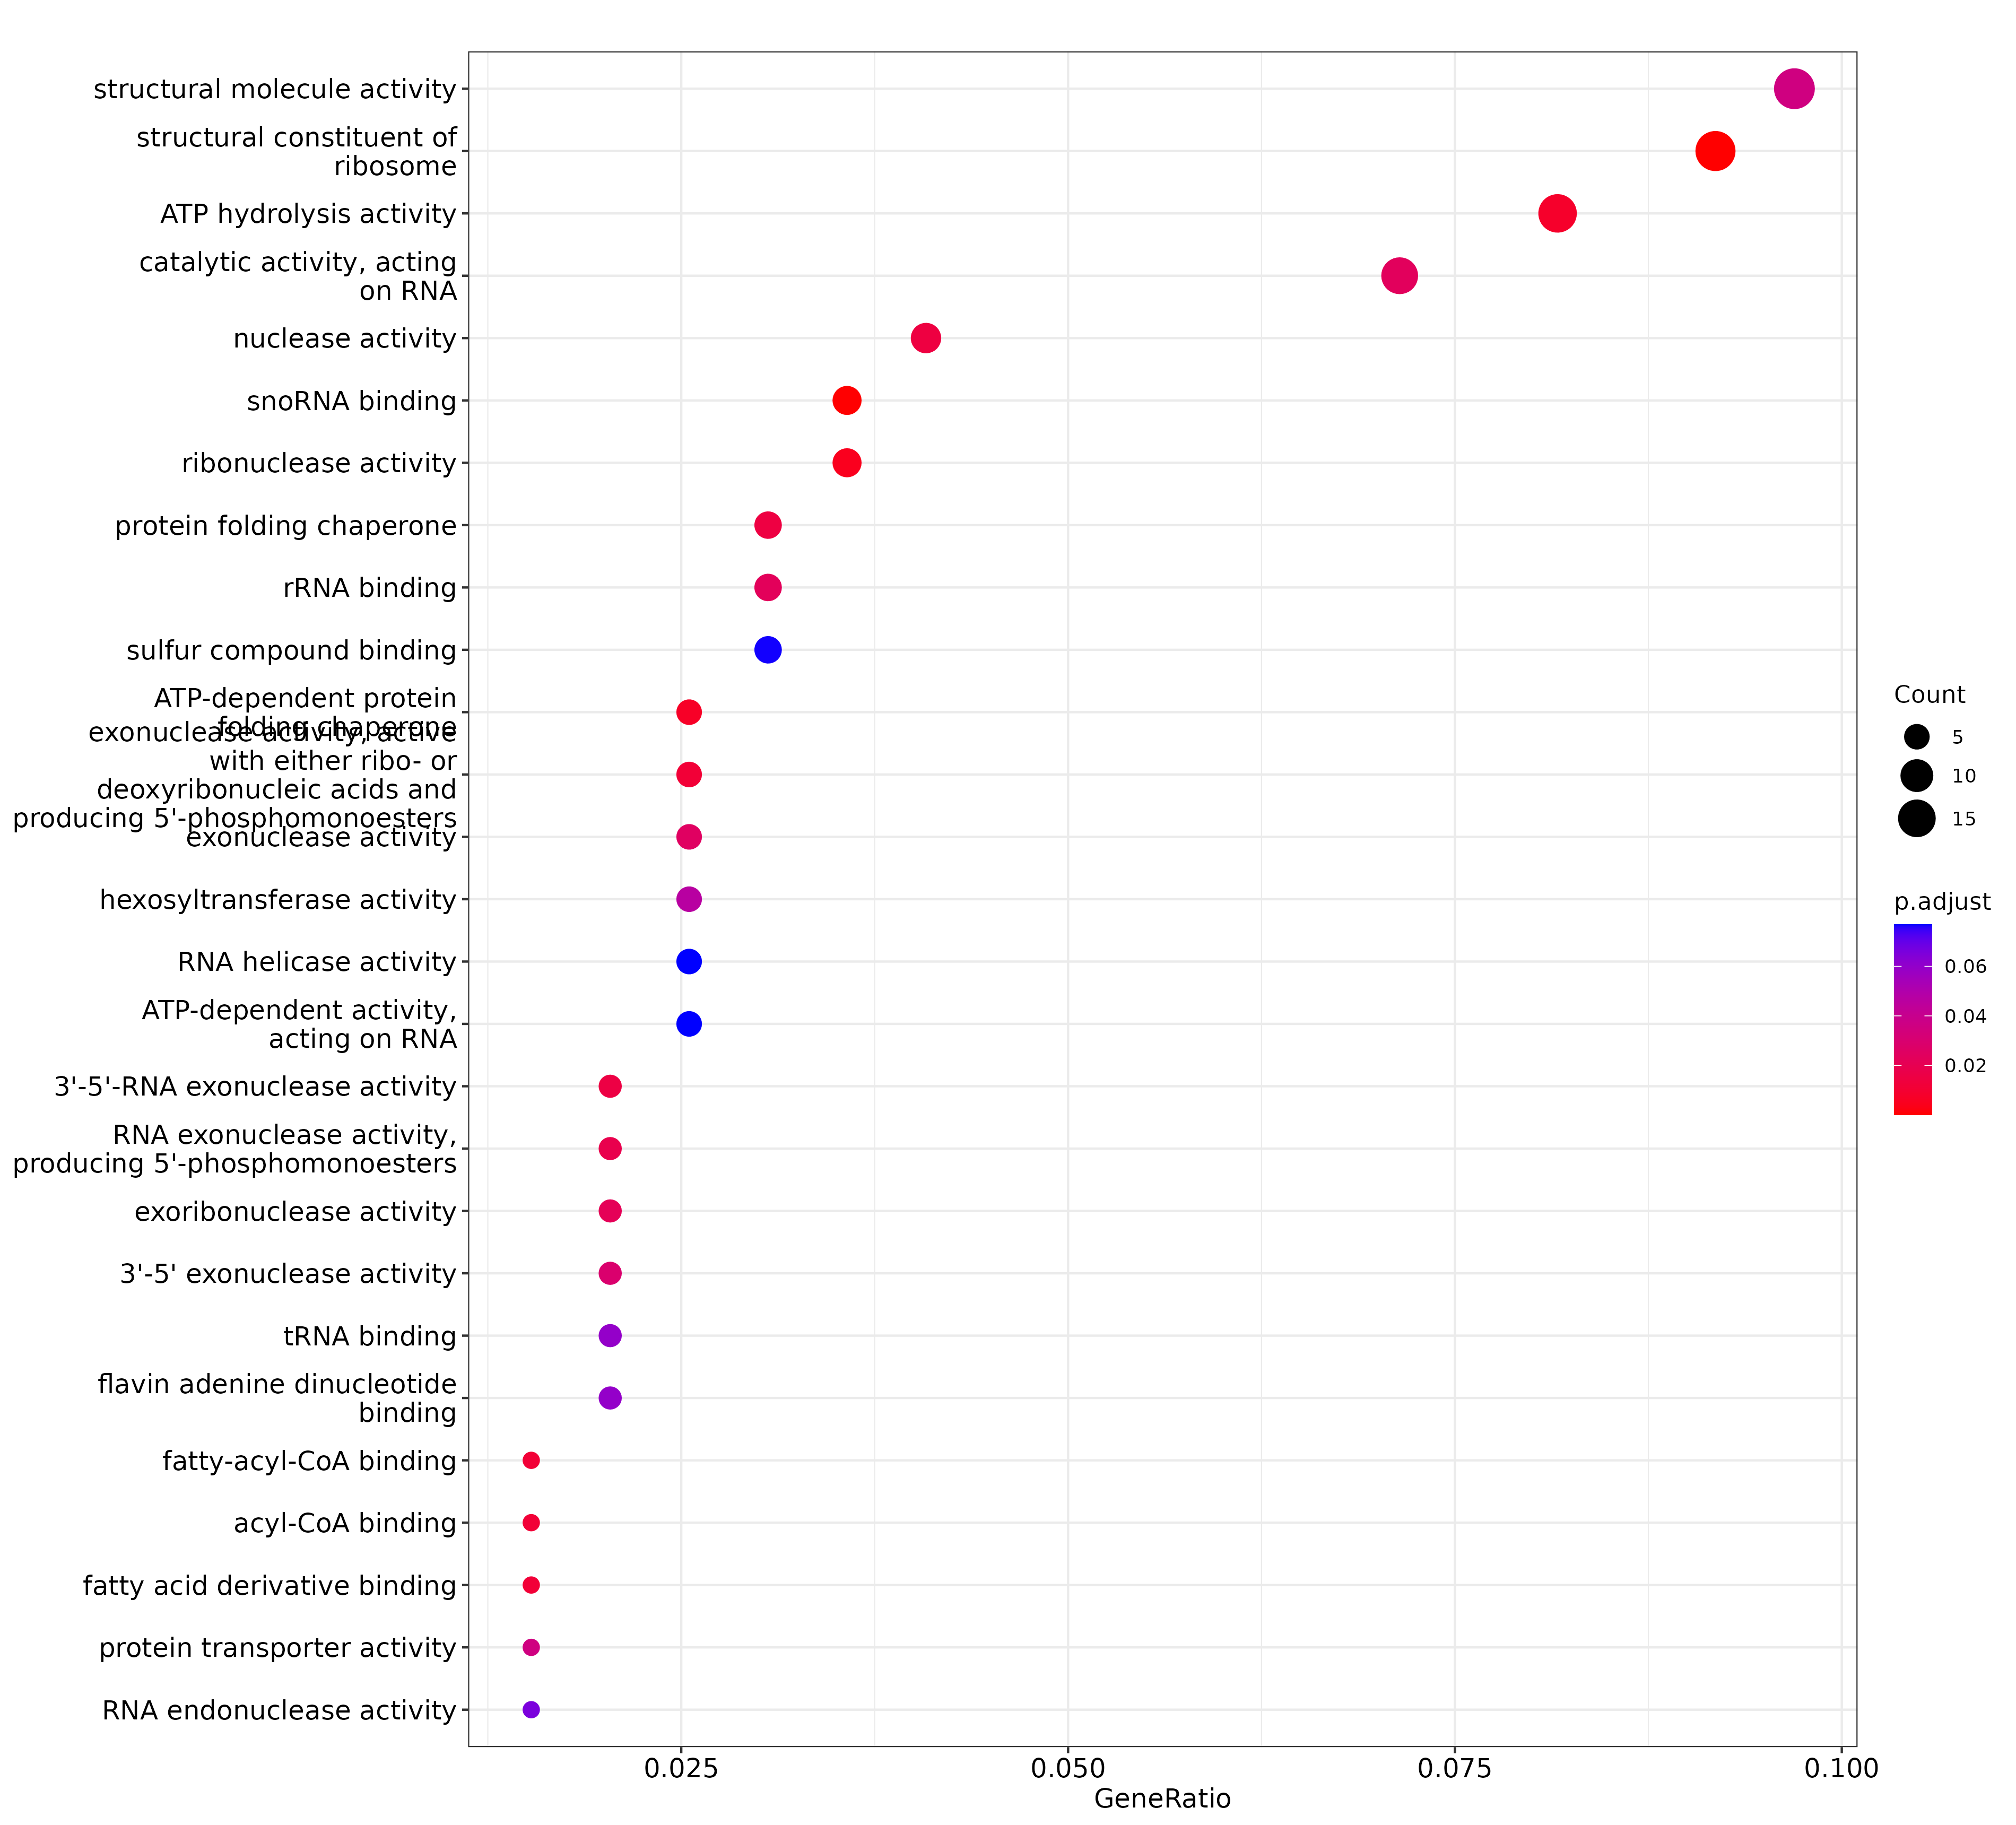 structural molecule activity
structural constituent of
ribosome
ATP hydrolysis activity
catalytic activity, acting
on RNA
nuclease activity
snoRNA binding
ribonuclease activity
protein folding chaperone
rRNA binding
sulfur compound binding
ATP-dependent protein
folding chaperone
exonuclease activity, active
with either ribo- or
deoxyribonucleic acids and
producing 5'-phosphomonoesters
exonuclease activity
hexosyltransferase activity
RNA helicase activity
ATP-dependent activity,
acting on RNA
3'-5'-RNA exonuclease activity
RNA exonuclease activity,
producing 5'-phosphomonoesters
exoribonuclease activity
3'-5' exonuclease activity
tRNA binding
flavin adenine dinucleotide
binding
fatty-acyl-CoA binding
acyl-CoA binding
fatty acid derivative binding
protein transporter activity
RNA endonuclease activity
0.025 0.050 0.075 0.100
GeneRatio
Count
5
10
15
p.adjust
0.06
0.04
0.02